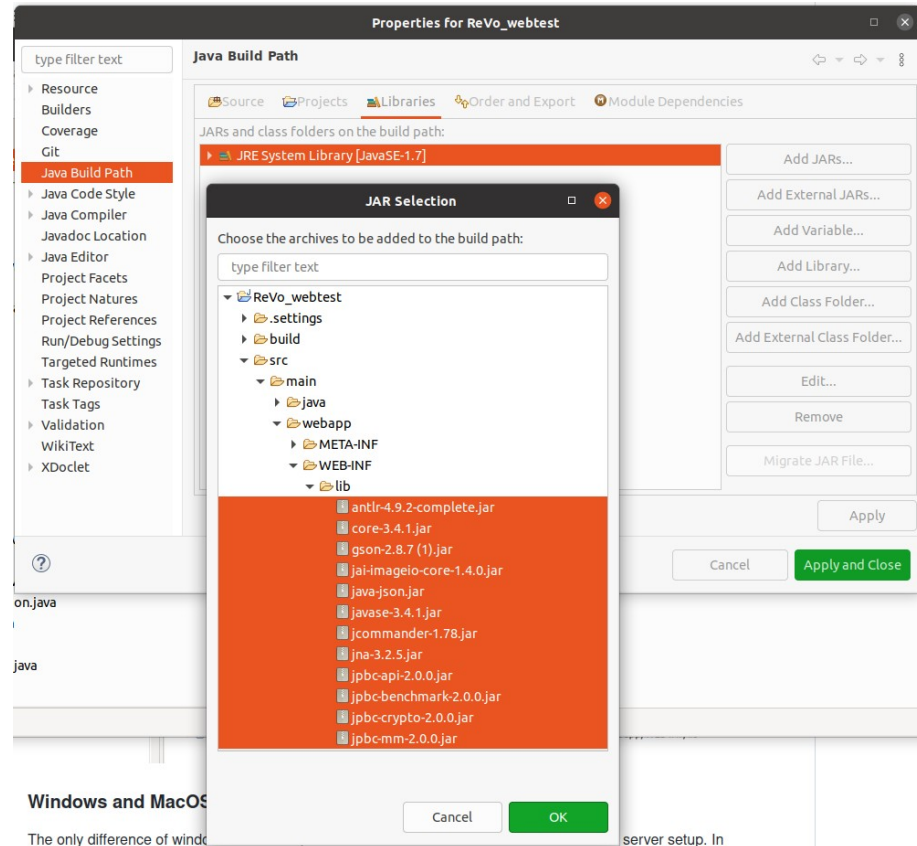 Properties for ReVo_webtest
type filter text
Java Build Path
Resource
Builders
Coverage
Git
Java Build Path
Java Code Style
Java Compiler
Javadoc Location
Java Editor
Project Facets
Project Natures
Project References
Run/Debug Settings
Targeted Runtimes
Task Repository
Task Tags
Validation
WikiText
XDoclet
Source Projects Libraries Order and Export Module Dependencies
JARs and class folders on the build path:
JRE System Library [JavaSE-1.7]
Add JARs...
Add External JARs...
Add Variable...
Add Library...
Add Class Folder...
Add External Class Folder...
Edit...
Remove
Migrate JAR File...
Apply
Cancel Apply and Close
JAR Selection
Choose the archives to be added to the build path:
type filter text
ReVo_webtest
.settings
build
src
main
java
webapp
META-INF
WEB-INF
lib
antlr-4.9.2-complete.jar
core-3.4.1.jar
gson-2.8.7 (1).jar
jai-imageio-core-1.4.0.jar
java-json.jar
javase-3.4.1.jar
jcommander-1.78.jar
jna-3.2.5.jar
jpbc-api-2.0.0.jar
jpbc-benchmark-2.0.0.jar
jpbc-crypto-2.0.0.jar
jpbc-mm-2.0.0.jar
Cancel OK
on.java
java
Windows and MacOS
The only difference of windo server setup. In